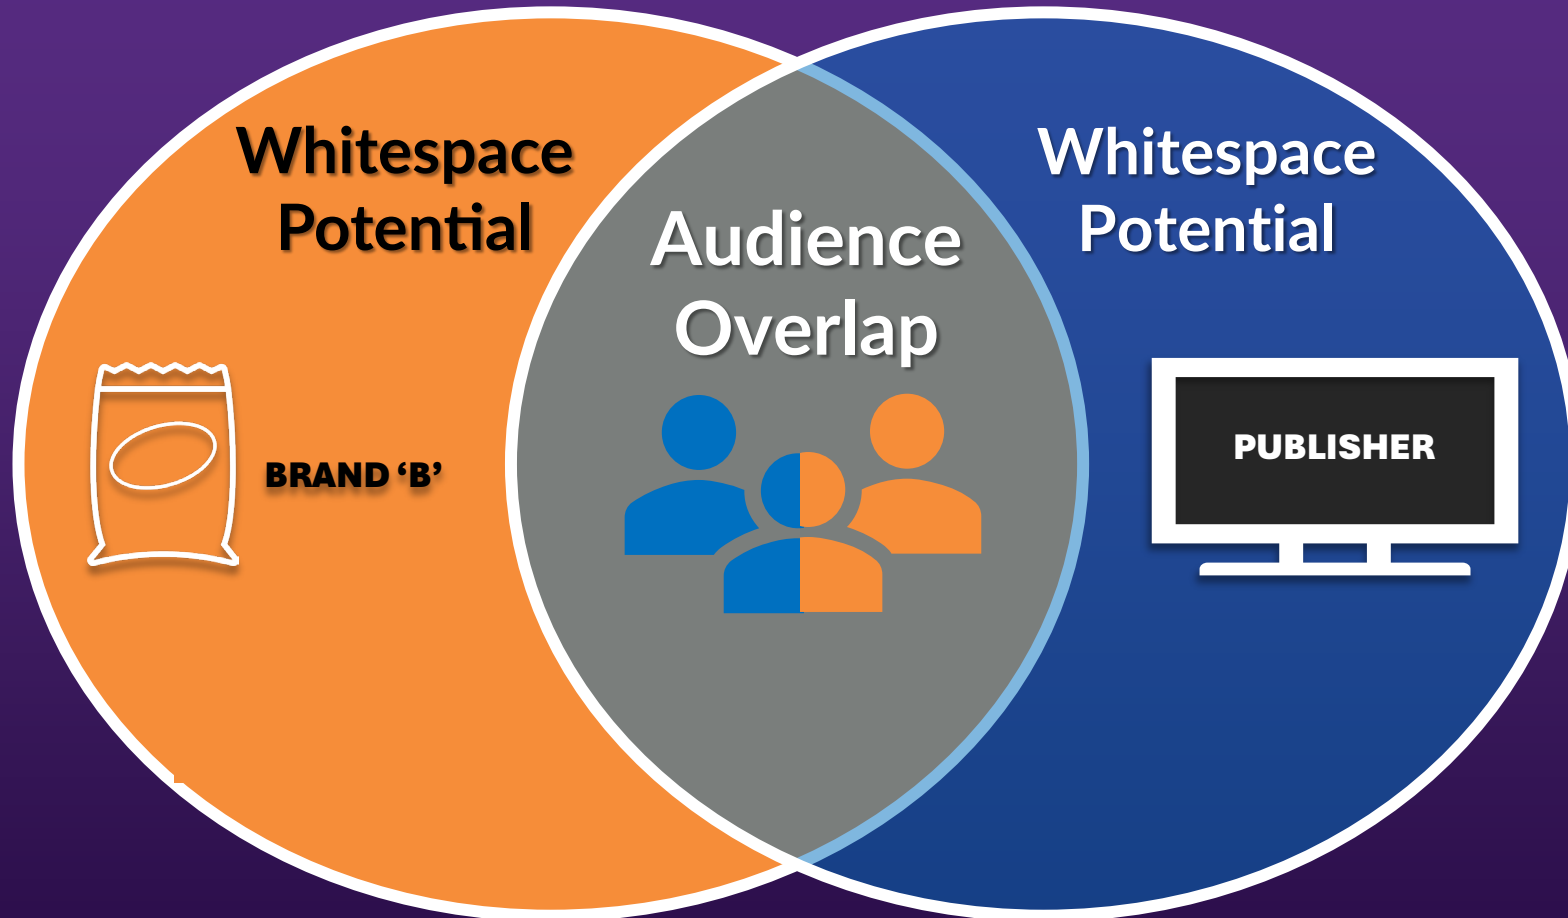 Whitespace
Potential
BRAND ‘B’
Audience
Overlap
Whitespace
Potential
PUBLISHER